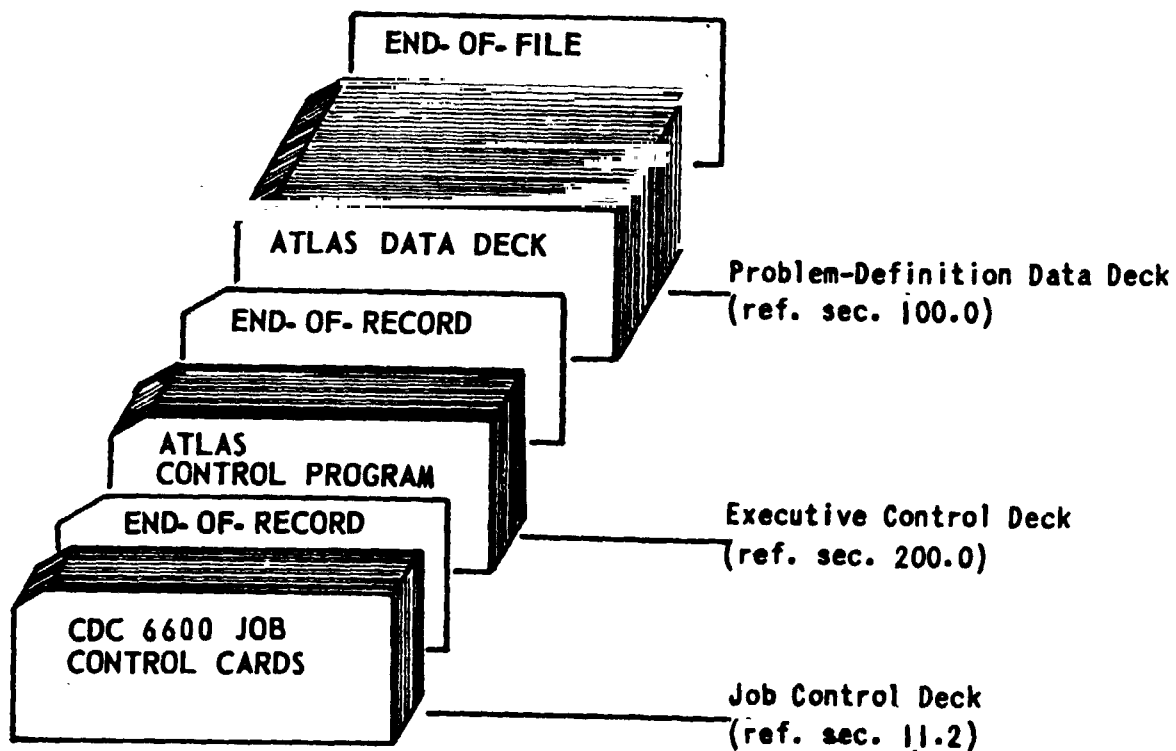 END-OF-FILE
ATLAS DATA DECK
Problem-Definition Data Deck
(ref. sec. 100.0)
END-OF-RECORD
ATLAS
CONTROL PROGRAM
Executive Control Deck
(ref. sec. 200.0)
END-OF-RECORD
CDC 6600 JOB
CONTROL CARDS
Job Control Deck
(ref. sec. 11.2)